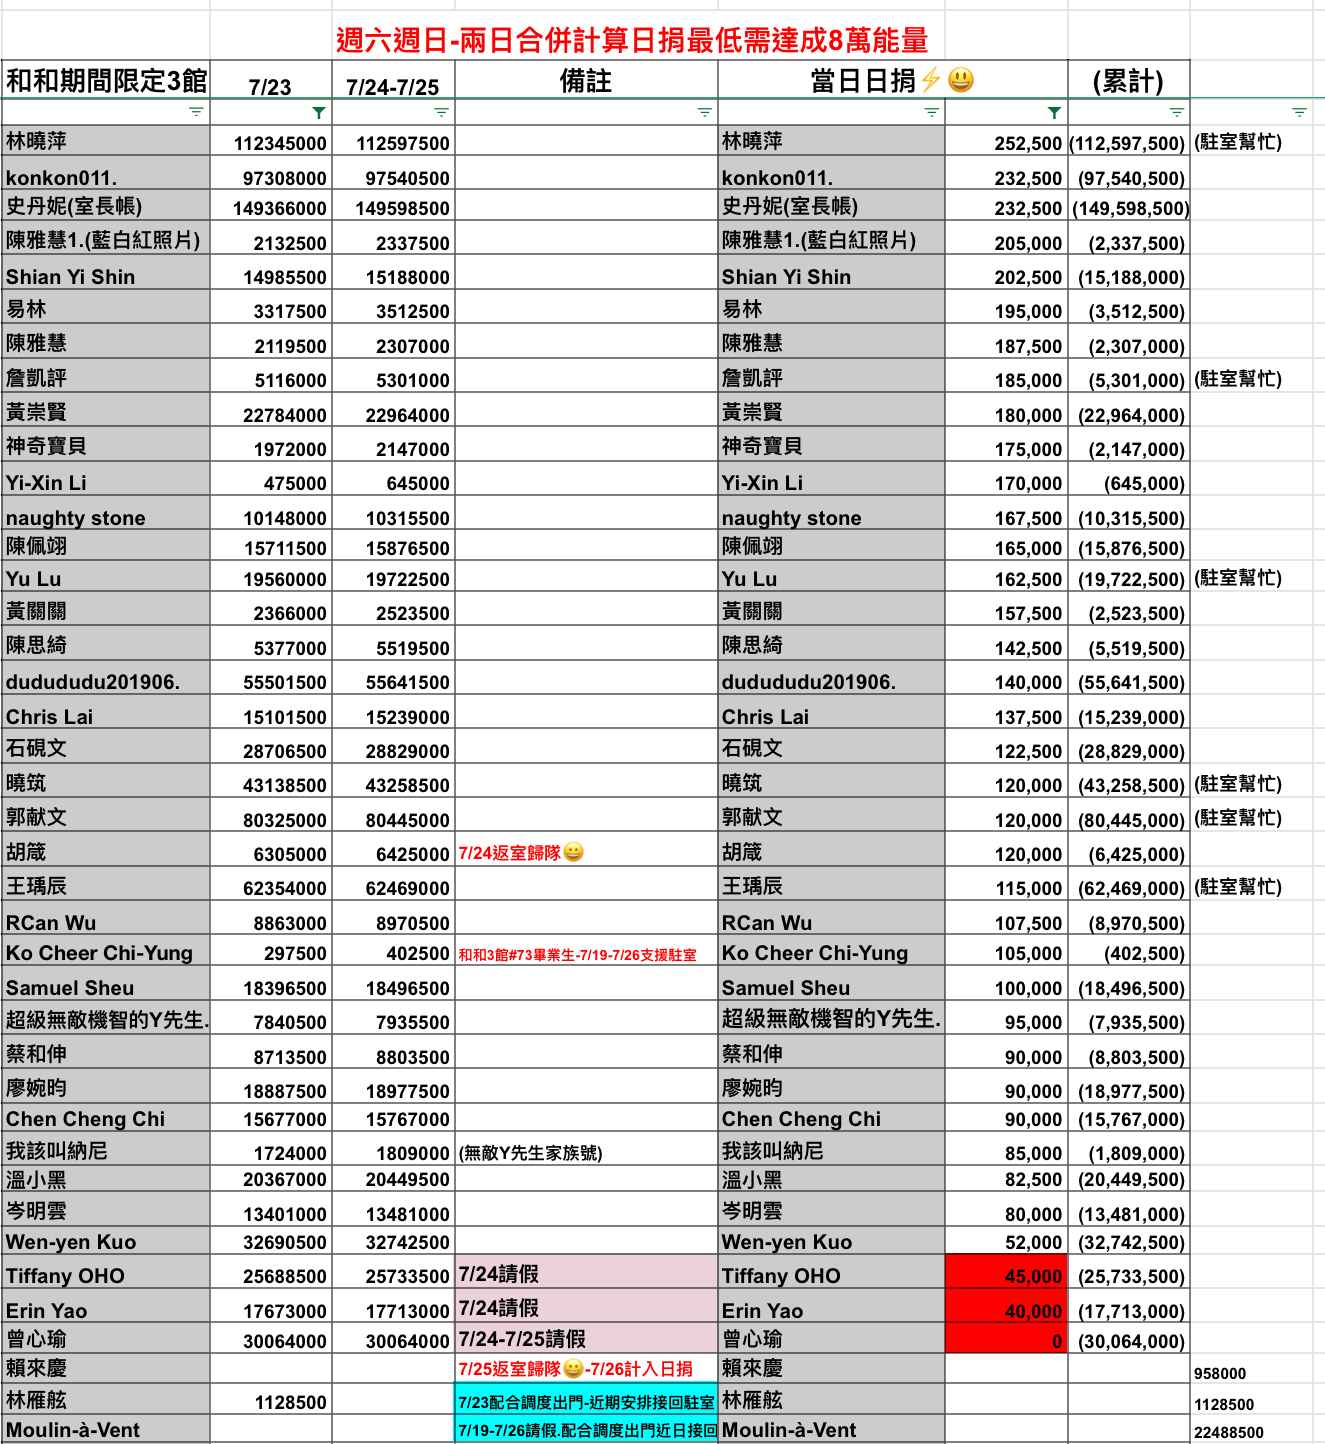 週六週日-兩日合併計算日捐最低需達成8萬能量
和和期間限定3館 7/23 7/24-7/25 備註 當日日捐⚡😃 (累計)
林曉萍 112345000 112597500 林曉萍 252,500 (112,597,500) (駐室幫忙)
konkon011. 97308000 97540500 konkon011. 232,500 (97,540,500)
史丹妮(室長帳) 149366000 149598500 史丹妮(室長帳) 232,500 (149,598,500)
陳雅慧1.(藍白紅照片) 2132500 2337500 陳雅慧1.(藍白紅照片) 205,000 (2,337,500)
Shian Yi Shin 14985500 15188000 Shian Yi Shin 202,500 (15,188,000)
易林 3317500 3512500 易林 195,000 (3,512,500)
陳雅慧 2119500 2307000 陳雅慧 187,500 (2,307,000)
詹凱評 5116000 5301000 詹凱評 185,000 (5,301,000) (駐室幫忙)
黃崇賢 22784000 22964000 黃崇賢 180,000 (22,964,000)
神奇寶貝 1972000 2147000 神奇寶貝 175,000 (2,147,000)
Yi-Xin Li 475000 645000 Yi-Xin Li 170,000 (645,000)
naughty stone 10148000 10315500 naughty stone 167,500 (10,315,500)
陳佩翊 15711500 15876500 陳佩翊 165,000 (15,876,500)
Yu Lu 19560000 19722500 Yu Lu 162,500 (19,722,500) (駐室幫忙)
黃關關 2366000 2523500 黃關關 157,500 (2,523,500)
陳思綺 5377000 5519500 陳思綺 142,500 (5,519,500)
dudududu201906. 55501500 55641500 dudududu201906. 140,000 (55,641,500)
Chris Lai 15101500 15239000 Chris Lai 137,500 (15,239,000)
石硯文 28706500 28829000 石硯文 122,500 (28,829,000)
曉筑 43138500 43258500 曉筑 120,000 (43,258,500) (駐室幫忙)
郭献文 80325000 80445000 郭献文 120,000 (80,445,000) (駐室幫忙)
胡箴 6305000 6425000 7/24返室歸隊😀 胡箴 120,000 (6,425,000)
王瑀辰 62354000 62469000 王瑀辰 115,000 (62,469,000) (駐室幫忙)
RCan Wu 8863000 8970500 RCan Wu 107,500 (8,970,500)
Ko Cheer Chi-Yung 297500 402500 和和3館#73畢業生-7/19-7/26支援駐室 Ko Cheer Chi-Yung 105,000 (402,500)
Samuel Sheu 18396500 18496500 Samuel Sheu 100,000 (18,496,500)
超級無敵機智的Y先生. 7840500 7935500 超級無敵機智的Y先生. 95,000 (7,935,500)
蔡和伸 8713500 8803500 蔡和伸 90,000 (8,803,500)
廖婉昀 18887500 18977500 廖婉昀 90,000 (18,977,500)
Chen Cheng Chi 15677000 15767000 Chen Cheng Chi 90,000 (15,767,000)
我該叫納尼 1724000 1809000 (無敵Y先生家族號) 我該叫納尼 85,000 (1,809,000)
溫小黑 20367000 20449500 溫小黑 82,500 (20,449,500)
岑明雲 13401000 13481000 岑明雲 80,000 (13,481,000)
Wen-yen Kuo 32690500 32742500 Wen-yen Kuo 52,000 (32,742,500)
Tiffany OHO 25688500 25733500 7/24請假 Tiffany OHO 45,000 (25,733,500)
Erin Yao 17673000 17713000 7/24請假 Erin Yao 40,000 (17,713,000)
曾心瑜 30064000 30064000 7/24-7/25請假 曾心瑜 0 (30,064,000)
賴來慶 7/25返室歸隊😀-7/26計入日捐 賴來慶 958000
林雁舷 1128500 7/23配合調度出門-近期安排接回駐室 林雁舷 1128500
Moulin-à-Vent 7/19-7/26請假.配合調度出門近日接回 Moulin-à-Vent 22488500